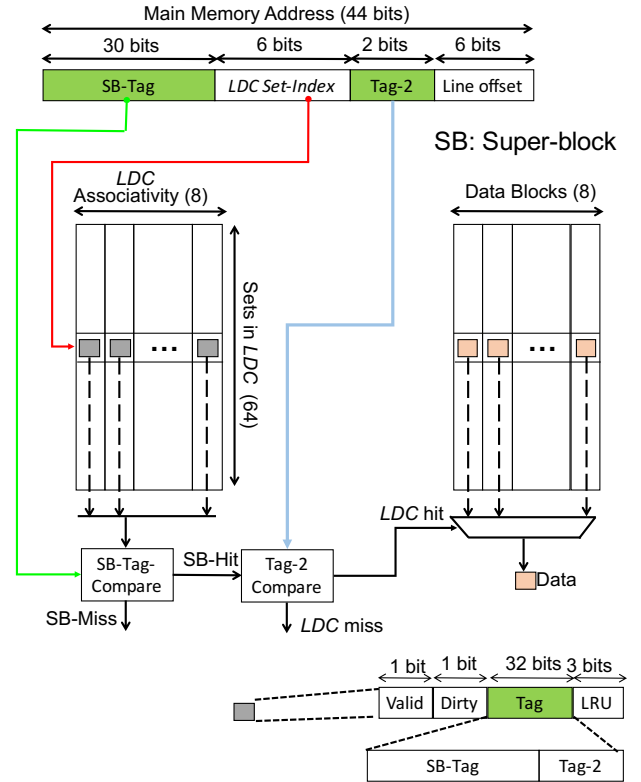 Main Memory Address (44 bits)
30 bits 6 bits 2 bits 6 bits
SB-Tag LDC Set-Index Tag-2 Line offset
SB: Super-block
LDC
Associativity (8)
Data Blocks (8)
Sets in LDC (64)
...
...
LDC hit
SB-Tag-
Compare
SB-Hit
Tag-2
Compare
Data
SB-Miss
LDC miss
1 bit 1 bit 32 bits 3 bits
Valid Dirty Tag LRU
SB-Tag Tag-2